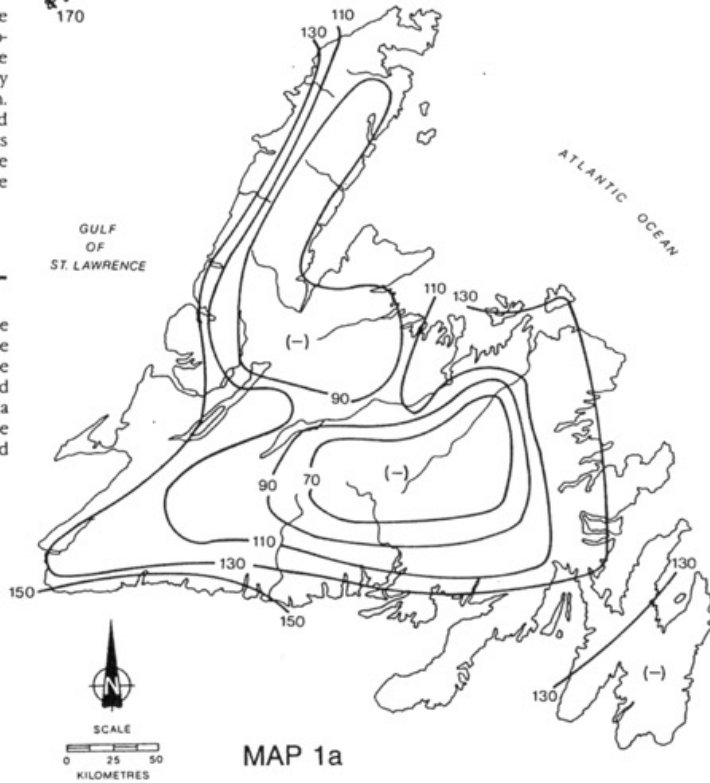 170
110
130
GULF
OF
ST. LAWRENCE
ATLANTIC OCEAN
110
130
(-)
90
(-)
90
70
110
130
150
150
130
130
(-)
N
SCALE
0 25 50
KILOMETRES
MAP 1a